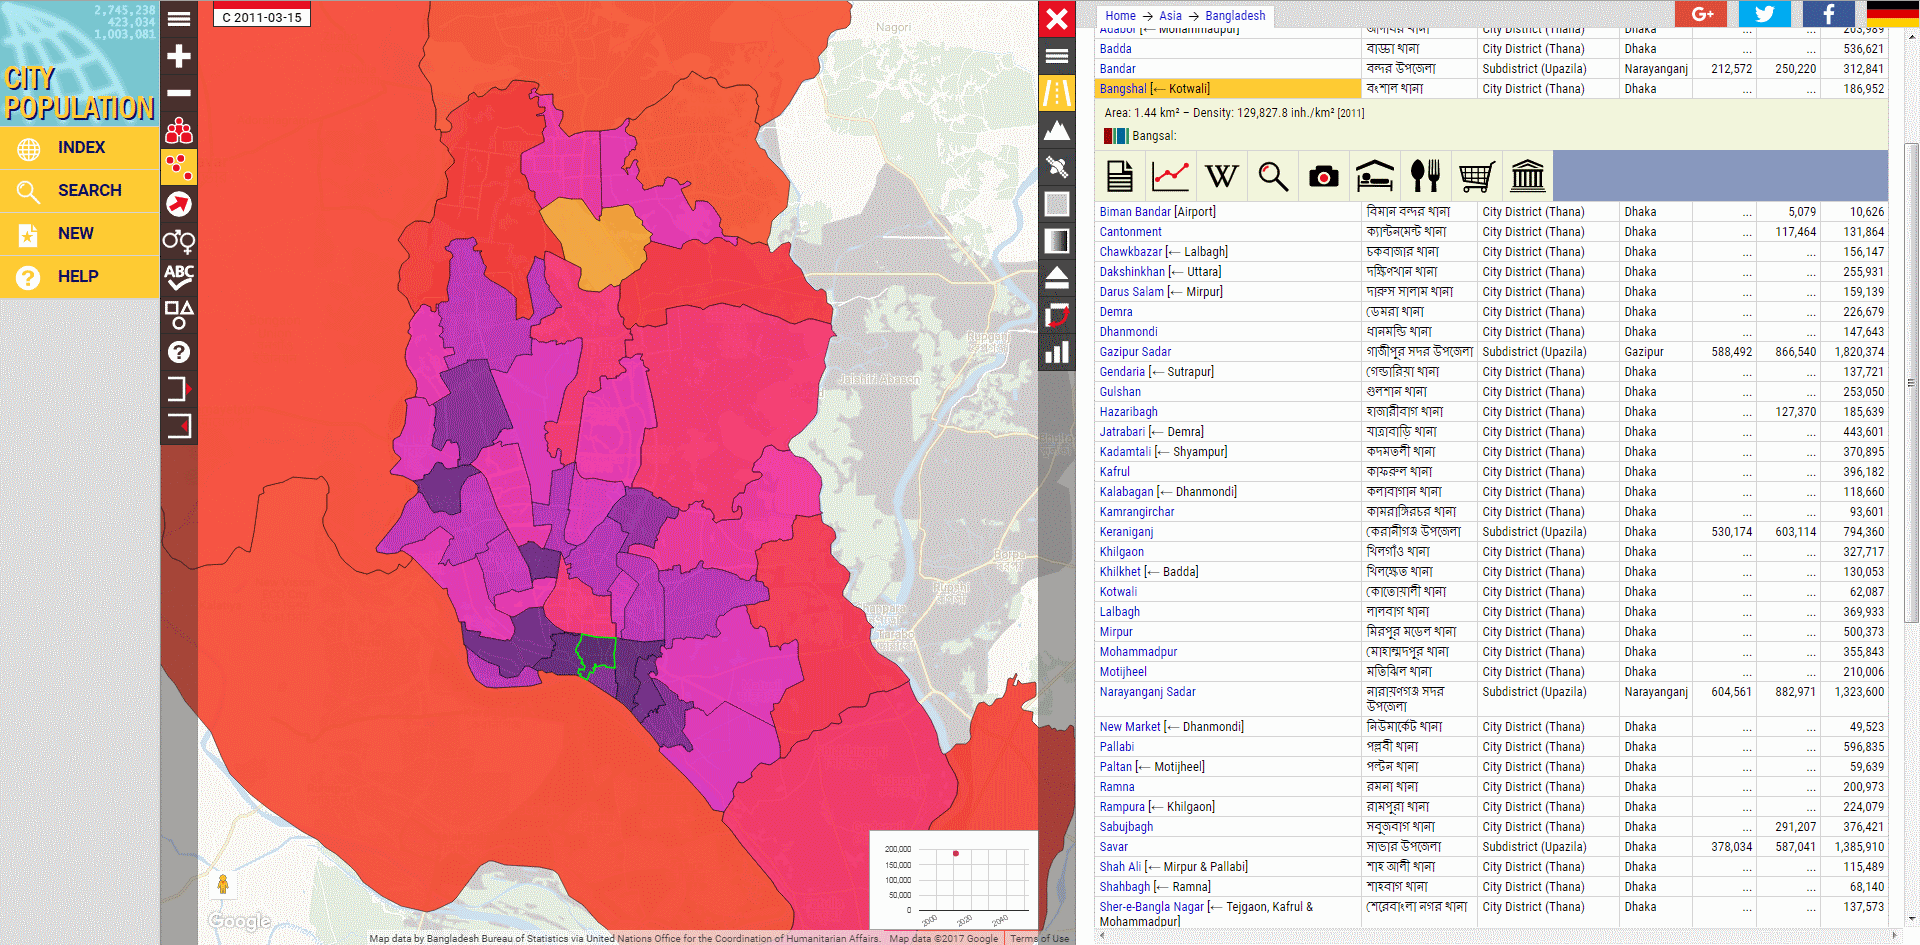 2,745,238
423,034
1,003,081
CITY
POPULATION
INDEX
SEARCH
NEW
HELP
C 2011-03-15
ABC
Nagori
Rupganj
Jalshiri Abason
Rupshi
Tarabo
200,000
150,000
100,000
50,000
0
2000
2020
2040
Google
Map data by Bangladesh Bureau of Statistics via United Nations Office for the Coordination of Humanitarian Affairs. Map data ©2017 Google Terms of Use
Home → Asia → Bangladesh
G+
Adabor [← Mohammadpur] আদাবর থানা City District (Thana) Dhaka ... ... 203,989
Badda বাড্ডা থানা City District (Thana) Dhaka ... ... 536,621
Bandar বন্দর উপজেলা Subdistrict (Upazila) Narayanganj 212,572 250,220 312,841
Bangshal [← Kotwali] বংশাল থানা City District (Thana) Dhaka ... ... 186,952
Area: 1.44 km² – Density: 129,827.8 inh./km² [2011]
Bangsal:
W
Biman Bandar [Airport] বিমান বন্দর থানা City District (Thana) Dhaka ... 5,079 10,626
Cantonment ক্যান্টনমেন্ট থানা City District (Thana) Dhaka ... 117,464 131,864
Chawkbazar [← Lalbagh] চকবাজার থানা City District (Thana) Dhaka ... ... 156,147
Dakshinkhan [← Uttara] দক্ষিণখান থানা City District (Thana) Dhaka ... ... 255,931
Darus Salam [← Mirpur] দারুস সালাম থানা City District (Thana) Dhaka ... ... 159,139
Demra ডেমরা থানা City District (Thana) Dhaka ... ... 226,679
Dhanmondi ধানমন্ডি থানা City District (Thana) Dhaka ... ... 147,643
Gazipur Sadar গাজীপুর সদর উপজেলা Subdistrict (Upazila) Gazipur 588,492 866,540 1,820,374
Gendaria [← Sutrapur] গেন্ডারিয়া থানা City District (Thana) Dhaka ... ... 137,721
Gulshan গুলশান থানা City District (Thana) Dhaka ... ... 253,050
Hazaribagh হাজারীবাগ থানা City District (Thana) Dhaka ... 127,370 185,639
Jatrabari [← Demra] যাত্রাবাড়ি থানা City District (Thana) Dhaka ... ... 443,601
Kadamtali [← Shyampur] কদমতলী থানা City District (Thana) Dhaka ... ... 370,895
Kafrul কাফরুল থানা City District (Thana) Dhaka ... ... 396,182
Kalabagan [← Dhanmondi] কলাবাগান থানা City District (Thana) Dhaka ... ... 118,660
Kamrangirchar কামরাঙ্গিরচর থানা City District (Thana) Dhaka ... ... 93,601
Keraniganj কেরানীগঞ্জ উপজেলা Subdistrict (Upazila) Dhaka 530,174 603,114 794,360
Khilgaon খিলগাঁও থানা City District (Thana) Dhaka ... ... 327,717
Khilkhet [← Badda] খিলক্ষেত থানা City District (Thana) Dhaka ... ... 130,053
Kotwali কোতোয়ালী থানা City District (Thana) Dhaka ... ... 62,087
Lalbagh লালবাগ থানা City District (Thana) Dhaka ... ... 369,933
Mirpur মিরপুর মডেল থানা City District (Thana) Dhaka ... ... 500,373
Mohammadpur মোহাম্মদপুর থানা City District (Thana) Dhaka ... ... 355,843
Motijheel মতিঝিল থানা City District (Thana) Dhaka ... ... 210,006
Narayanganj Sadar নারায়ণগঞ্জ সদর Subdistrict (Upazila) Narayanganj 604,561 882,971 1,323,600
উপজেলা
New Market [← Dhanmondi] নিউমার্কেট থানা City District (Thana) Dhaka ... ... 49,523
Pallabi পল্লবী থানা City District (Thana) Dhaka ... ... 596,835
Paltan [← Motijheel] পল্টন থানা City District (Thana) Dhaka ... ... 59,639
Ramna রমনা থানা City District (Thana) Dhaka ... ... 200,973
Rampura [← Khilgaon] রামপুরা থানা City District (Thana) Dhaka ... ... 224,079
Sabujbagh সবুজবাগ থানা City District (Thana) Dhaka ... 291,207 376,421
Savar সাভার উপজেলা Subdistrict (Upazila) Dhaka 378,034 587,041 1,385,910
Shah Ali [← Mirpur & Pallabi] শাহ আলী থানা City District (Thana) Dhaka ... ... 115,489
Shahbagh [← Ramna] শাহবাগ থানা City District (Thana) Dhaka ... ... 68,140
Sher-e-Bangla Nagar [← Tejgaon, Kafrul & শেরেবাংলা নগর থানা City District (Thana) Dhaka ... ... 137,573
Mohammadpur]